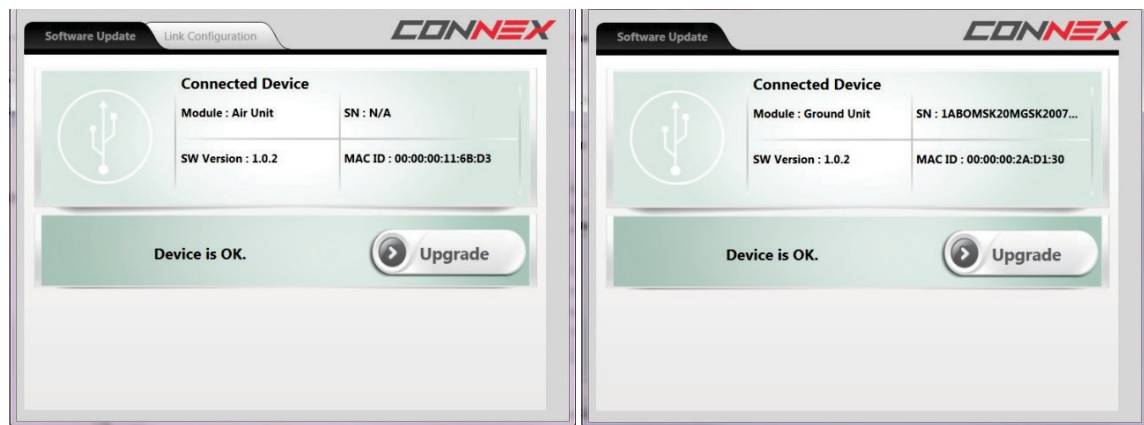 Software Update
Link Configuration
CONNEX
Connected Device
Module : Air Unit
SN : N/A
SW Version : 1.0.2
MAC ID : 00:00:00:11:6B:D3
Device is OK.
Upgrade
Software Update
CONNEX
Connected Device
Module : Ground Unit
SN : 1ABOMSK20MGSK2007...
SW Version : 1.0.2
MAC ID : 00:00:00:2A:D1:30
Device is OK.
Upgrade